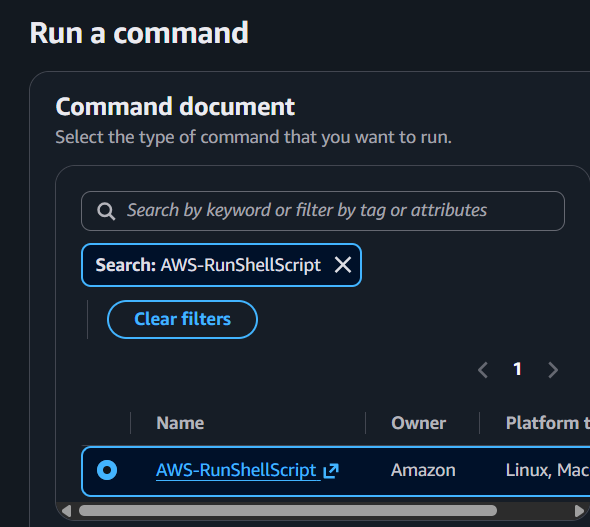 Run a command
Command document
Select the type of command that you want to run.
Search by keyword or filter by tag or attributes
Search: AWS-RunShellScript
Clear filters
1
Name Owner Platform t
AWS-RunShellScript Amazon Linux, Mac